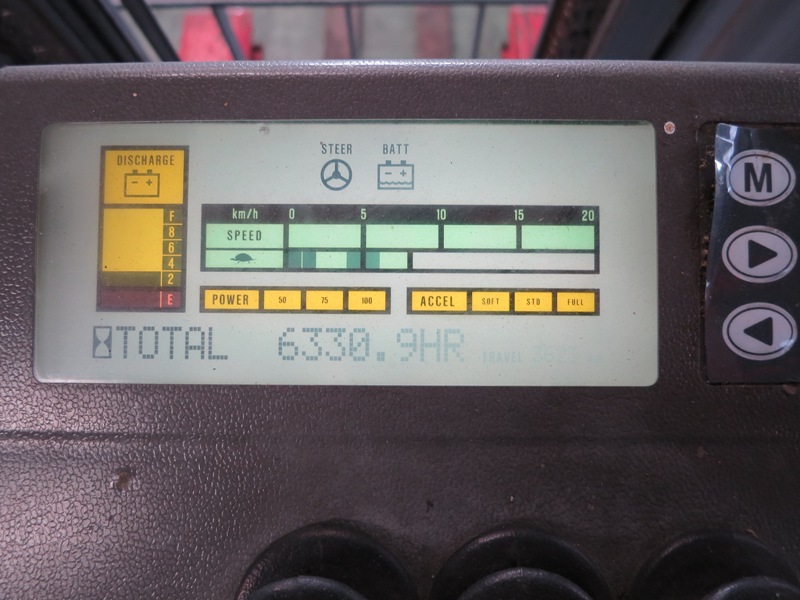 DISCHARGE
- +
STEER BATT
- +
F
8
6
4
2
E
km/h 0 5 10 15 20
SPEED
POWER 50 75 100
ACCEL SOFT STD FULL
TOTAL 6330.9HR TRAVEL
M